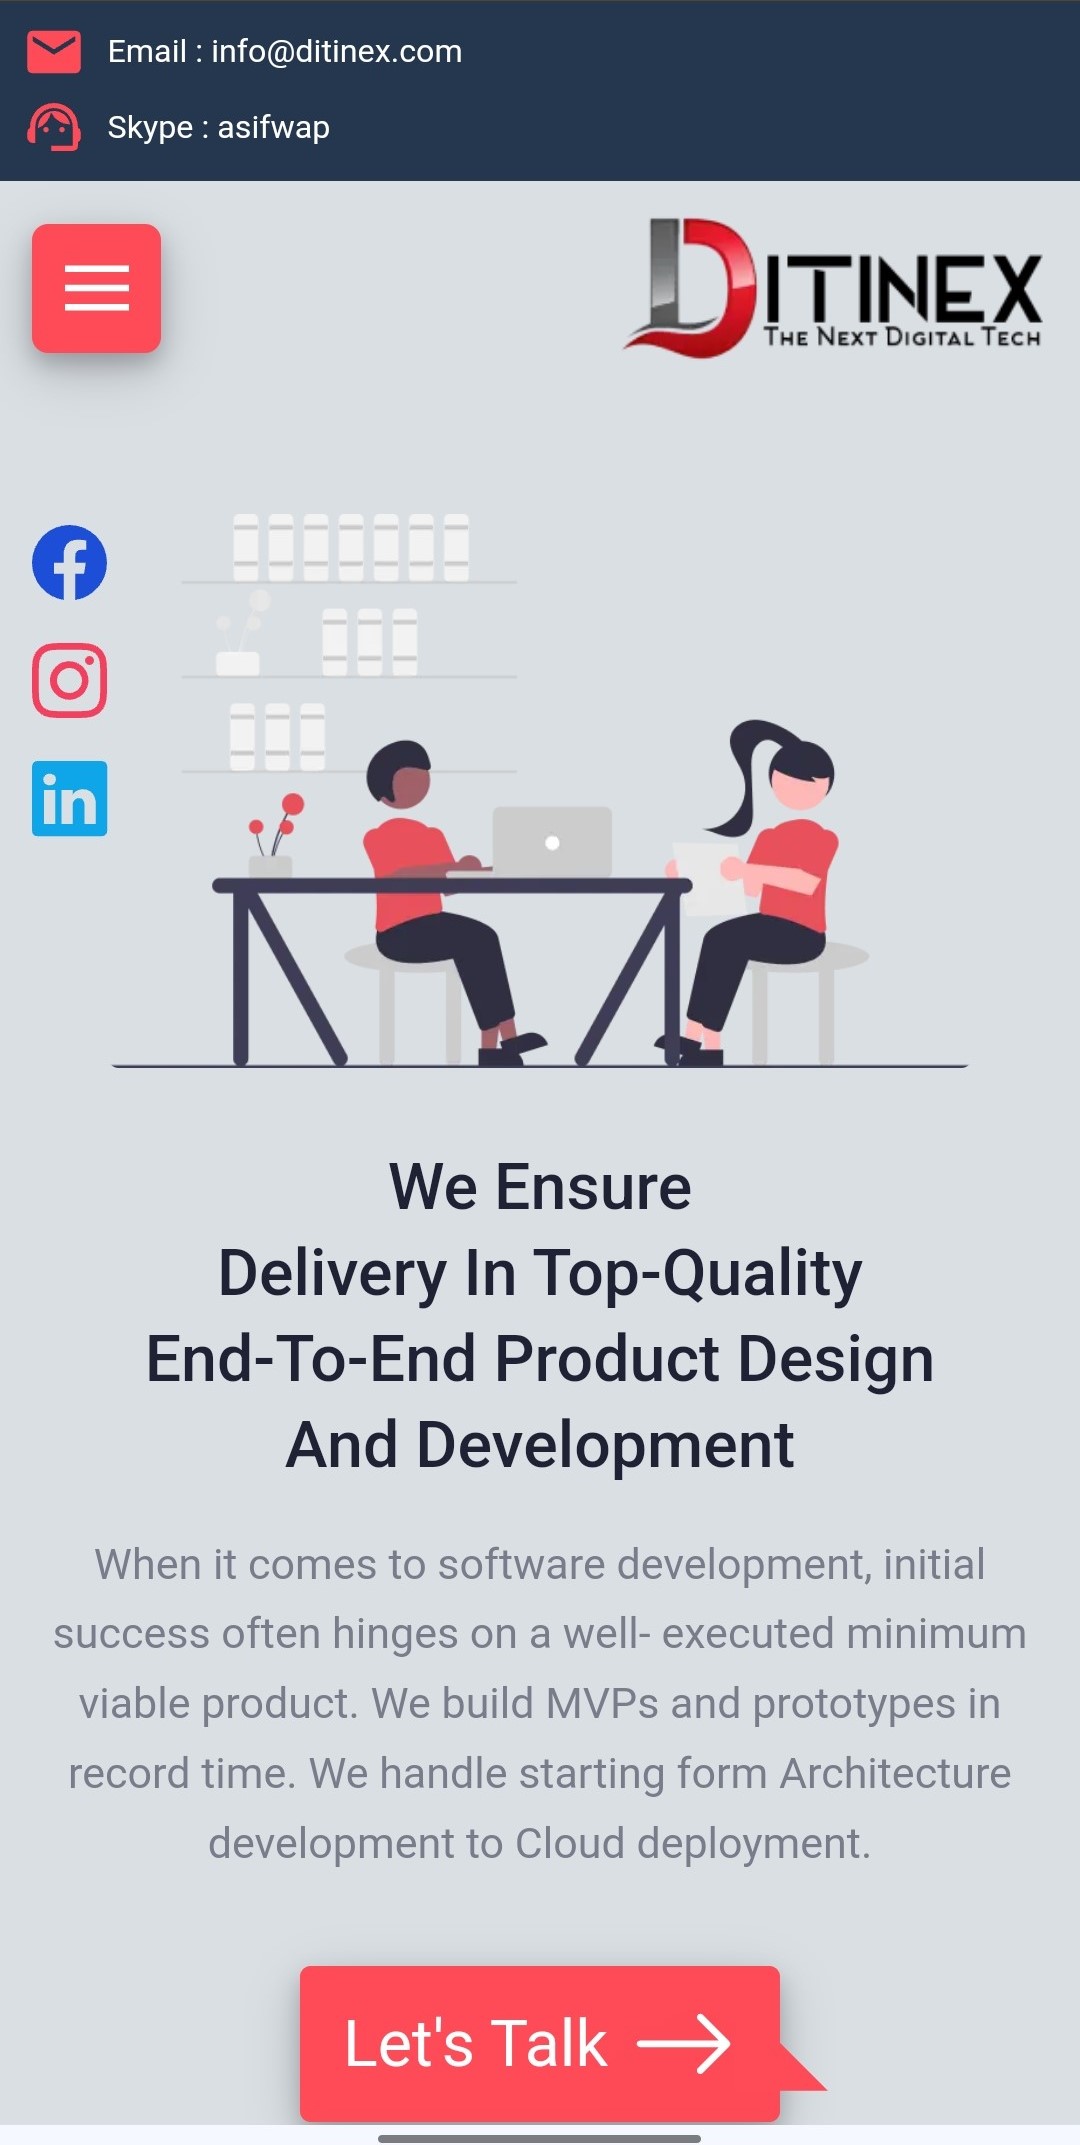 Email : info@ditinex.com
Skype : asifwap
DITINEX
THE NEXT DIGITAL TECH
in
We Ensure
Delivery In Top-Quality
End-To-End Product Design
And Development
When it comes to software development, initial
success often hinges on a well- executed minimum
viable product. We build MVPs and prototypes in
record time. We handle starting form Architecture
development to Cloud deployment.
Let's Talk